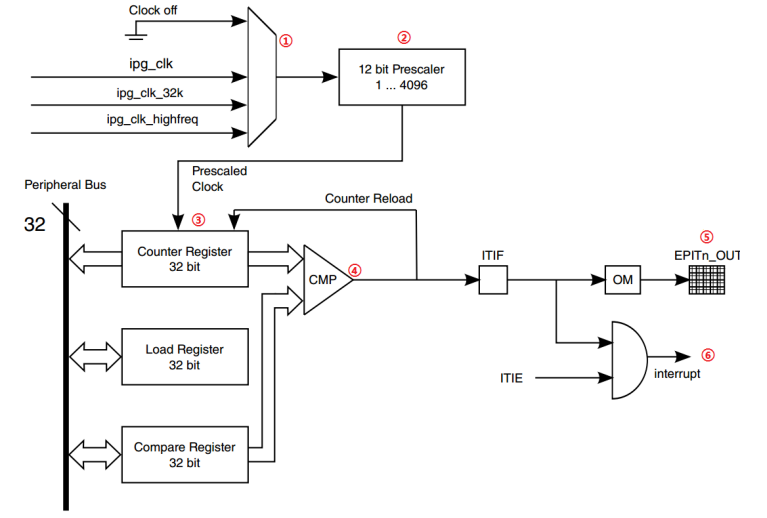 Clock off
①
②
ipg_clk
12 bit Prescaler
1 ... 4096
ipg_clk_32k
ipg_clk_highfreq
Prescaled
Clock
Peripheral Bus
32
Counter Reload
③
Counter Register
32 bit
CMP
④
ITIF
OM
⑤
EPITn_OUT
Load Register
32 bit
ITIE
⑥
interrupt
Compare Register
32 bit